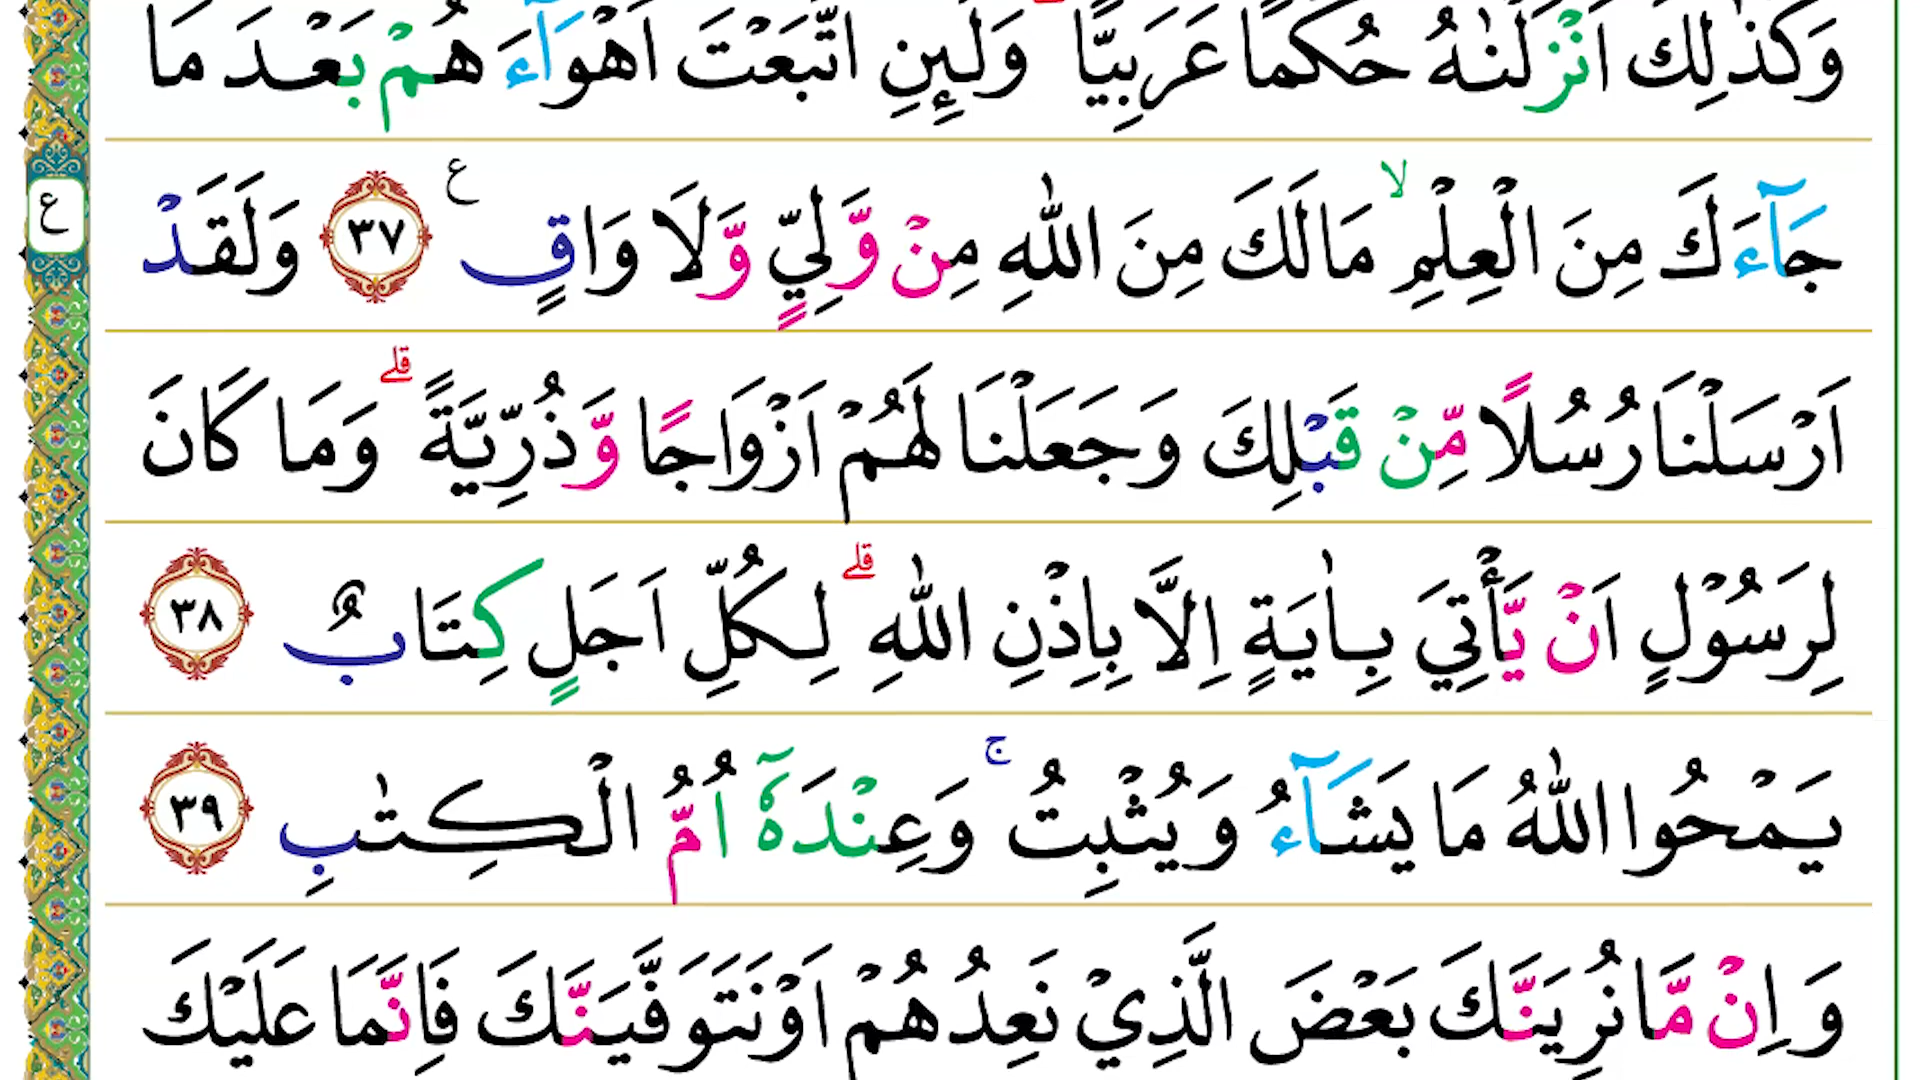 وَكَذٰلِكَ اَنْزَلْنٰهُ حُكْمًا عَرَبِيًّا ؕ وَلَىِٕنِ اتَّبَعْتَ اَهْوَآءَ هُمْ بَعْدَ مَا
جَآءَكَ مِنَ الْعِلْمِ ۙ مَا لَكَ مِنَ اللّٰهِ مِنْ وَّلِيٍّ وَّلَا وَاقٍ ع ٣٧ وَلَقَدْ
ع
اَرْسَلْنَا رُسُلًا مِّنْ قَبْلِكَ وَجَعَلْنَا لَهُمْ اَزْوَاجًا وَّذُرِّيَّةً ۗ وَمَا كَانَ
لِرَسُوْلٍ اَنْ يَّأْتِيَ بِاٰيَةٍ اِلَّا بِاِذْنِ اللّٰهِ ۗ لِكُلِّ اَجَلٍ كِتَابٌ ٣٨
يَمْحُوا اللّٰهُ مَا يَشَآءُ وَيُثْبِتُ ۚ وَعِنْدَهٗٓ اُمُّ الْكِتٰبِ ٣٩
وَاِنْ مَّا نُرِيَنَّكَ بَعْضَ الَّذِيْ نَعِدُهُمْ اَوْ نَتَوَفَّيَنَّكَ فَاِنَّمَا عَلَيْكَ